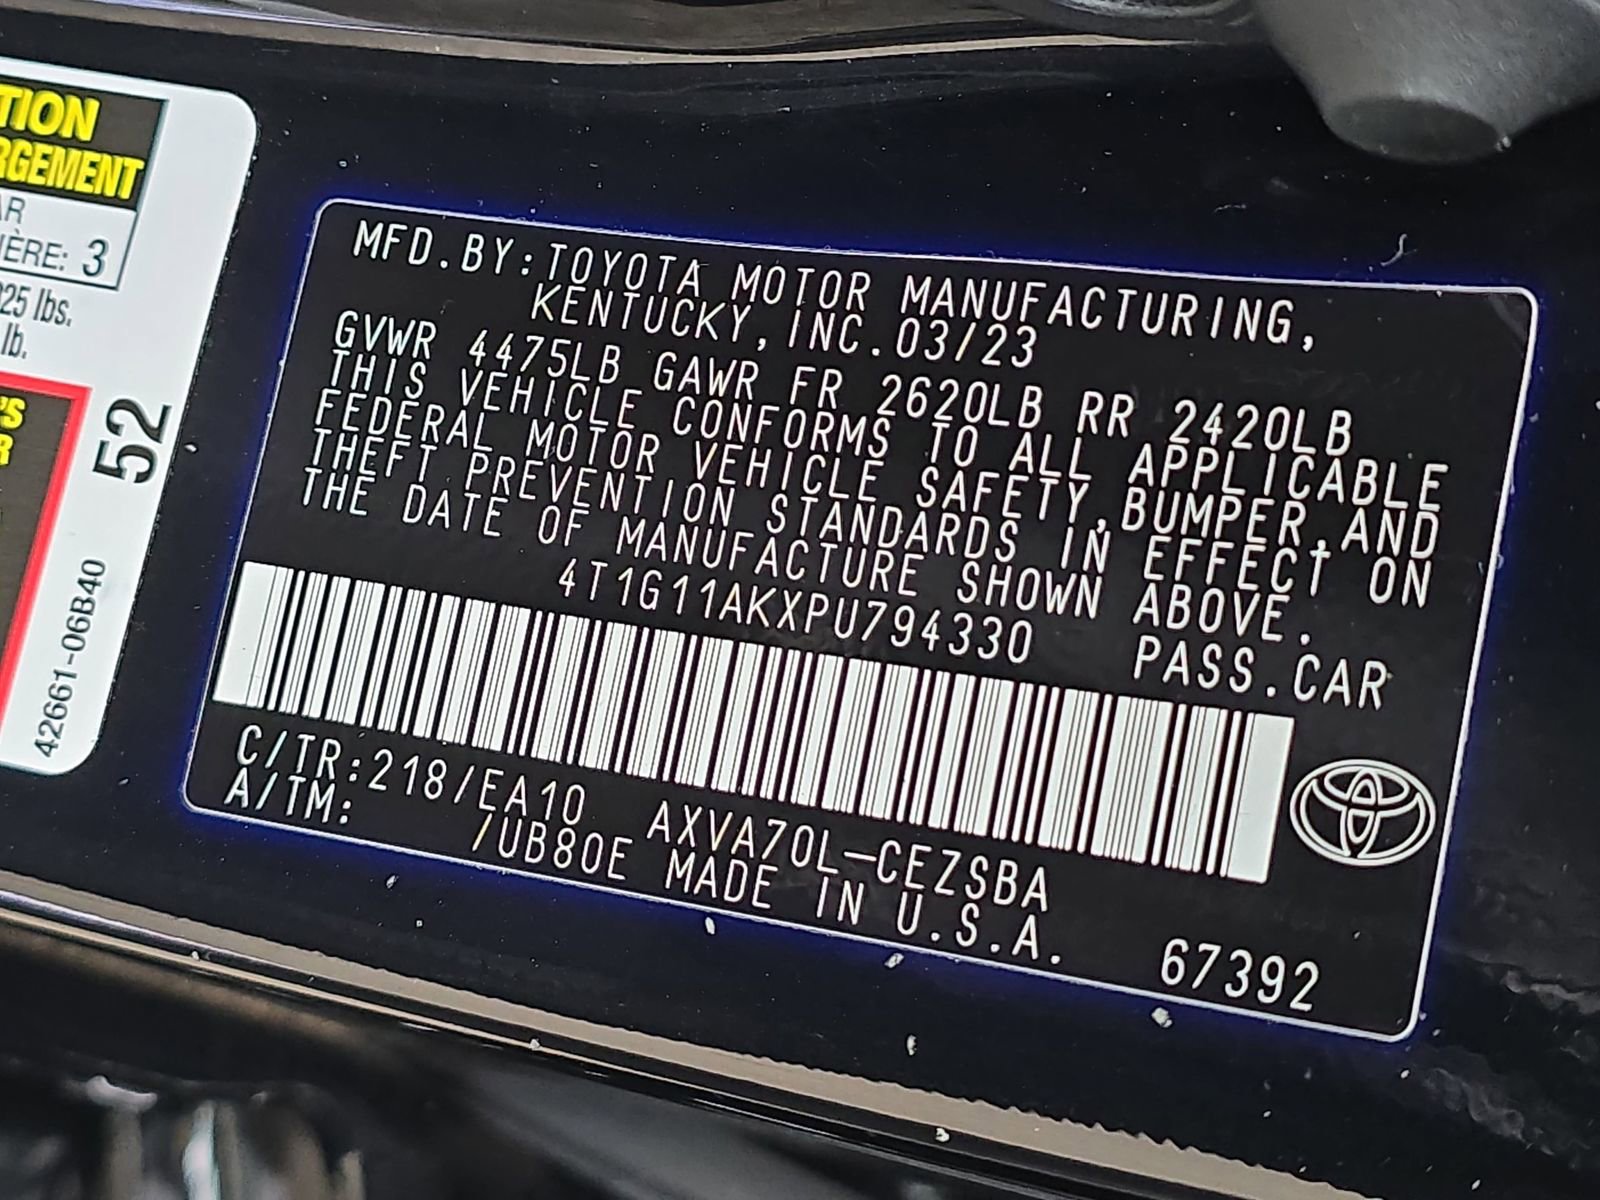 TION
RGEMENT
AR
IÈRE: 3
825 lbs.
lb.
'S
R
52
42661-06B40
MFD.BY:TOYOTA MOTOR MANUFACTURING,
KENTUCKY,INC.03/23
GVWR 4475LB GAWR FR 2620LB RR 2420LB
THIS VEHICLE CONFORMS TO ALL APPLICABLE
FEDERAL MOTOR VEHICLE SAFETY,BUMPER,AND
THEFT PREVENTION STANDARDS IN EFFECT ON
THE DATE OF MANUFACTURE SHOWN ABOVE.
4T1G11AKXPU794330 PASS.CAR
C/TR:218/EA10 AXVA70L-CEZSBA
A/TM: /UB80E MADE IN U.S.A.
67392